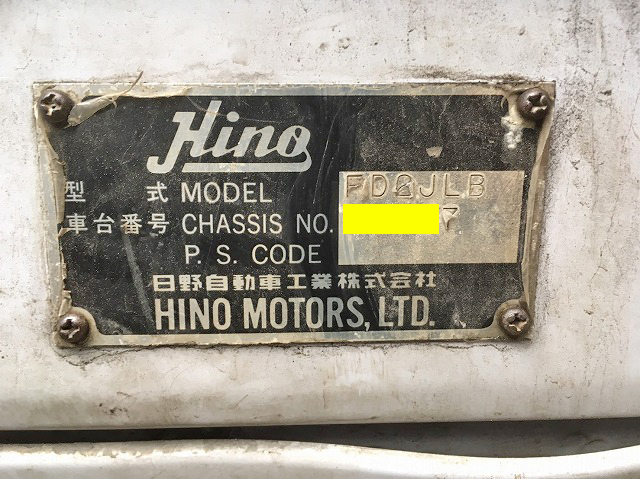 Hino
型式 MODEL FD2JLB
車台番号 CHASSIS NO. 7
P. S. CODE
日野自動車工業株式会社
HINO MOTORS, LTD.